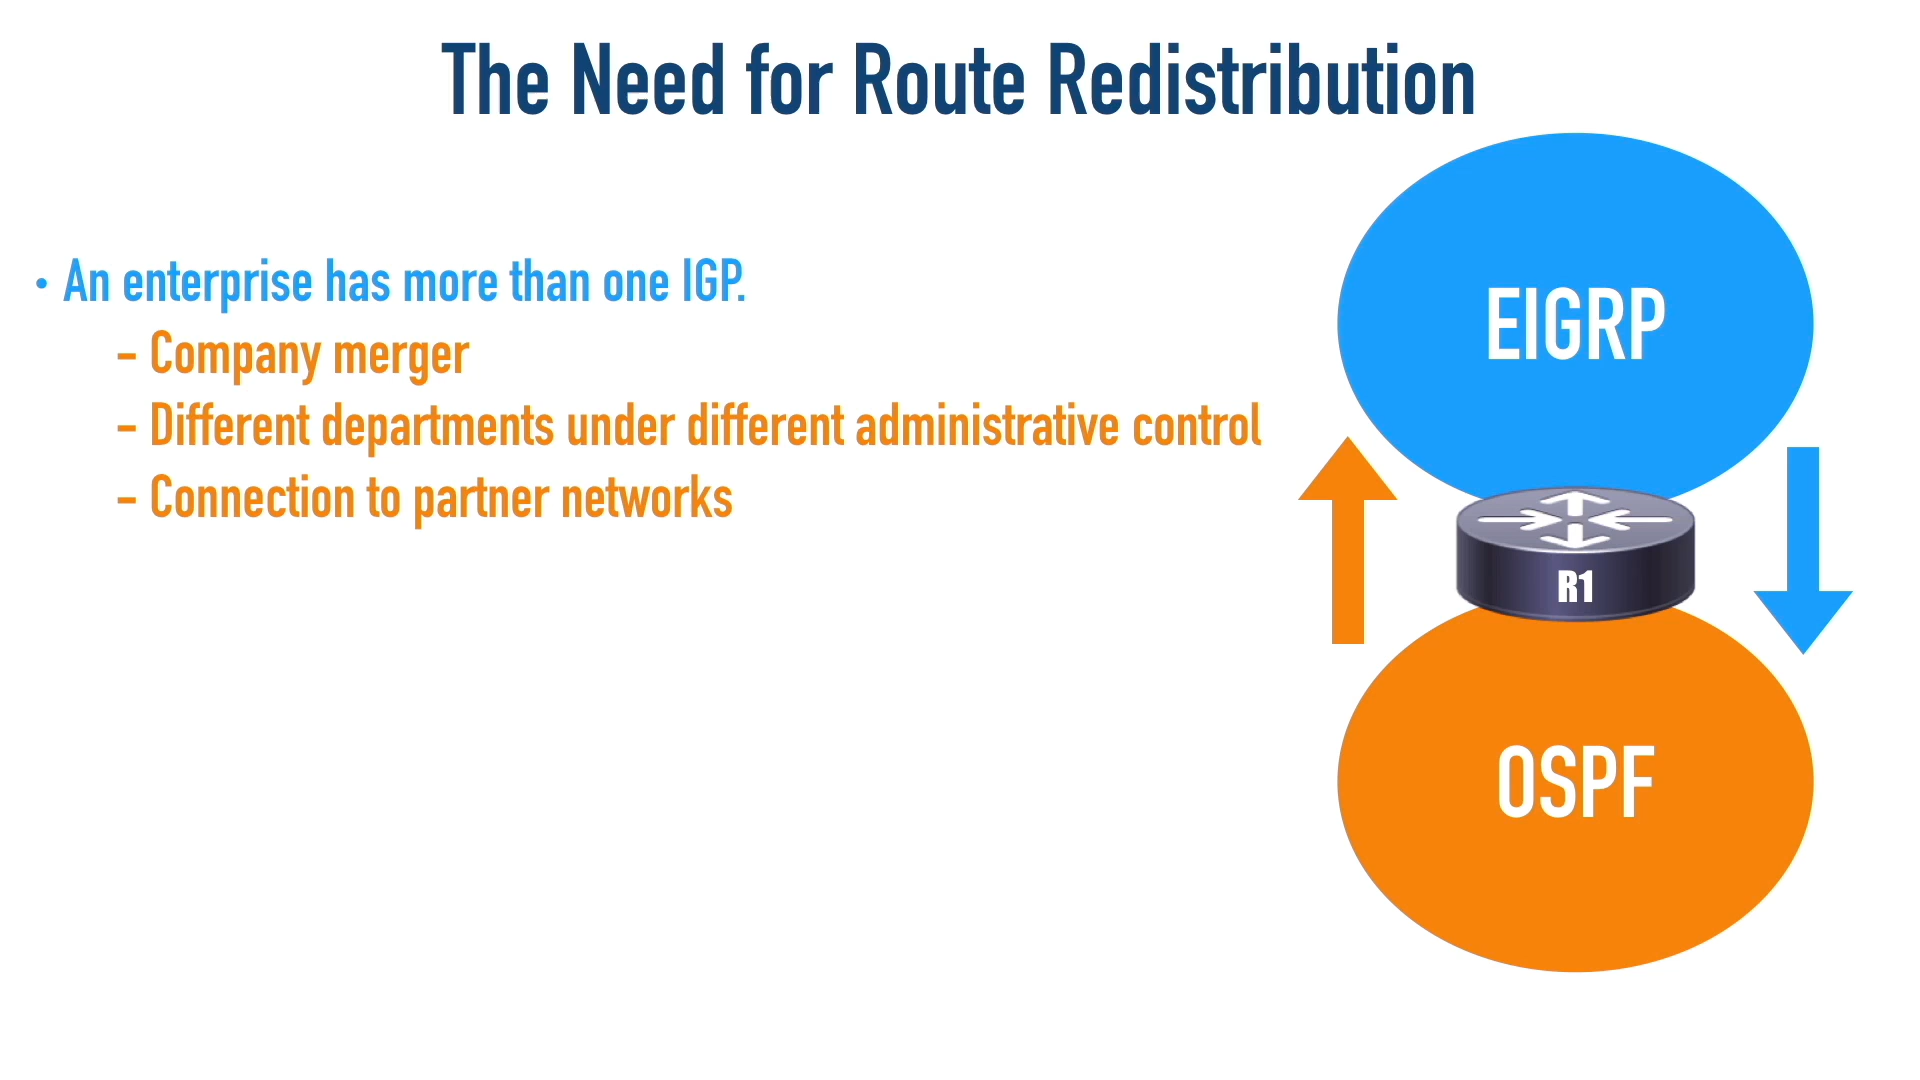 The Need for Route Redistribution
• An enterprise has more than one IGP.
- Company merger
- Different departments under different administrative control
- Connection to partner networks
EIGRP
R1
OSPF